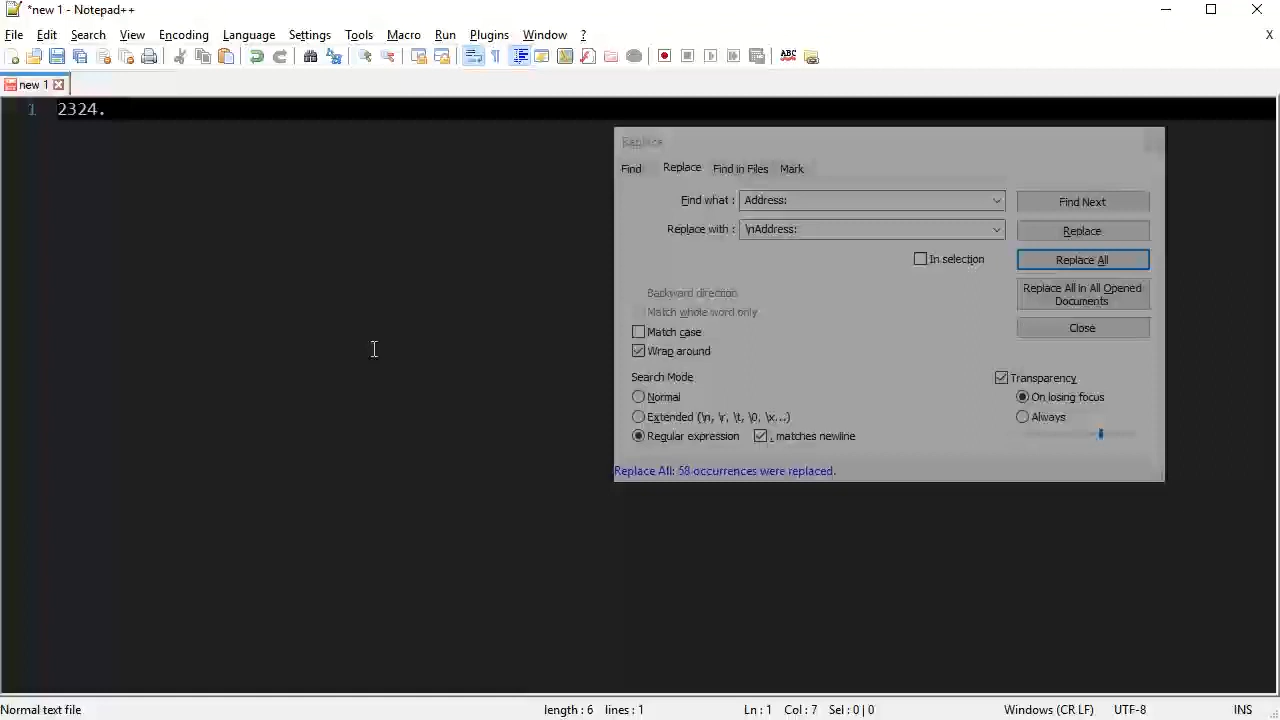 *new 1 - Notepad++
File Edit Search View Encoding Language Settings Tools Macro Run Plugins Window ? X
new 1
1 2324.
Replace
Find Replace Find in Files Mark
Find what : Address: Find Next
Replace with : \nAddress: Replace
In selection Replace All
Replace All in All Opened
Documents
Backward direction
Match whole word only
Close
Match case
Wrap around
Search Mode Transparency
Normal On losing focus
Extended (\n, \r, \t, \0, \x...) Always
Regular expression . matches newline
Replace All: 58 occurrences were replaced.
Normal text file length : 6 lines : 1 Ln : 1 Col : 7 Sel : 0 | 0 Windows (CR LF) UTF-8 INS